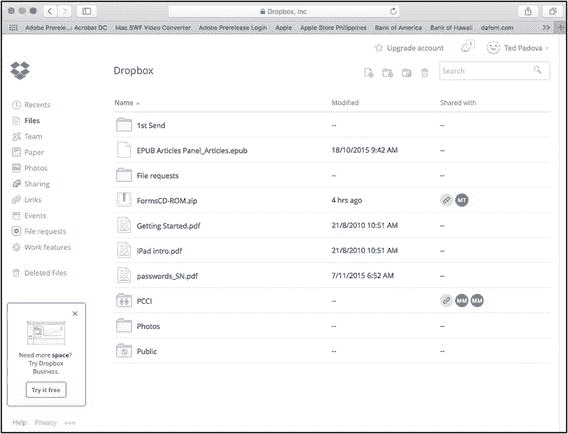 Dropbox, Inc
Adobe Prerelease
Acrobat DC
Mac SWF Video Converter
Adobe Prerelease Login
Apple
Apple Store Philippines
Bank of America
Bank of Hawaii
dafont.com
>>
Upgrade account
1
Ted Padova
Dropbox
Search
Name
Modified
Shared with
Recents
Files
Team
Paper
Photos
Sharing
Links
Events
File requests
Work features
Deleted Files
1st Send -- --
EPUB Articles Panel_Articles.epub 18/10/2015 9:42 AM --
File requests -- --
FormsCD-ROM.zip 4 hrs ago MT
Getting Started.pdf 21/8/2010 10:51 AM --
iPad intro.pdf 21/8/2010 10:51 AM --
passwords_SN.pdf 7/11/2015 6:52 AM --
PCCI -- MM MM
Photos -- --
Public -- --
Need more space?
Try Dropbox
Business.
Try it free
Help Privacy